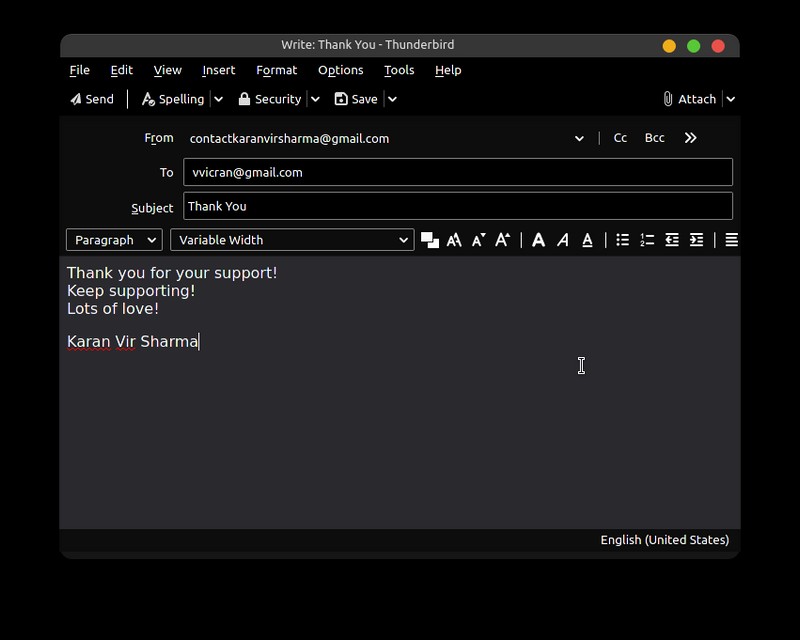 Write: Thank You - Thunderbird
File Edit View Insert Format Options Tools Help
Send Spelling Security Save Attach
From contactkaranvirsharma@gmail.com Cc Bcc
To vvicran@gmail.com
Subject Thank You
Paragraph Variable Width
Thank you for your support!
Keep supporting!
Lots of love!
Karan Vir Sharma
English (United States)